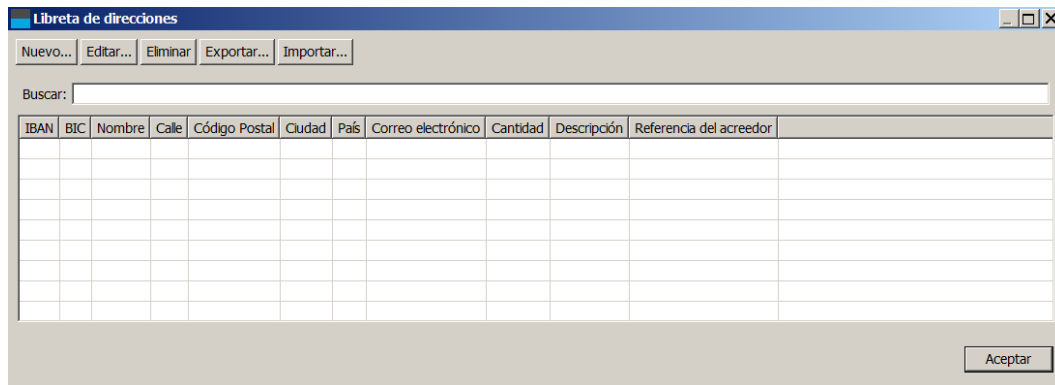 Libreta de direcciones
Nuevo... Editar... Eliminar Exportar... Importar...
Buscar:
IBAN BIC Nombre Calle Código Postal Ciudad País Correo electrónico Cantidad Descripción Referencia del acreedor
Aceptar